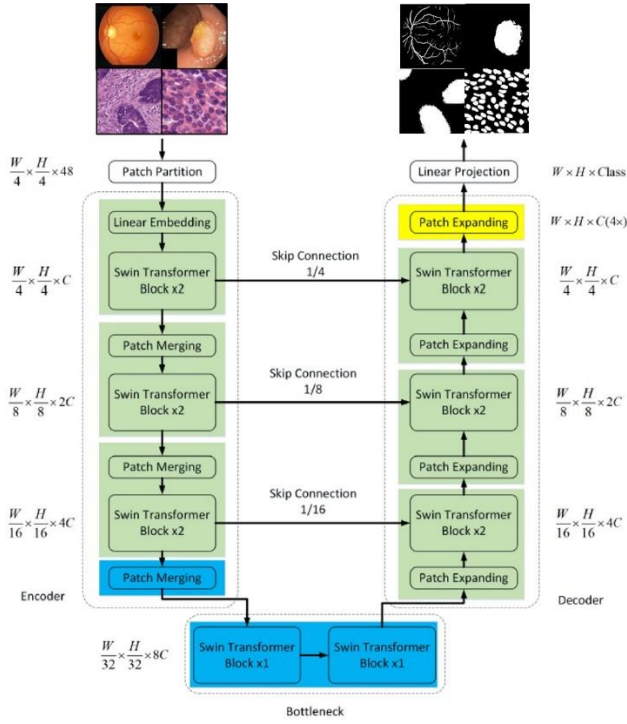 W/4 × H/4 × 48
Patch Partition
Linear Projection
W × H × Class
Linear Embedding
Patch Expanding
W × H × C(4×)
W/4 × H/4 × C
Swin Transformer
Block x2
Skip Connection
1/4
Swin Transformer
Block x2
W/4 × H/4 × C
Patch Merging
Patch Expanding
W/8 × H/8 × 2C
Swin Transformer
Block x2
Skip Connection
1/8
Swin Transformer
Block x2
W/8 × H/8 × 2C
Patch Merging
Patch Expanding
W/16 × H/16 × 4C
Swin Transformer
Block x2
Skip Connection
1/16
Swin Transformer
Block x2
W/16 × H/16 × 4C
Patch Merging
Patch Expanding
Encoder
Decoder
W/32 × H/32 × 8C
Swin Transformer
Block x1
Swin Transformer
Block x1
Bottleneck